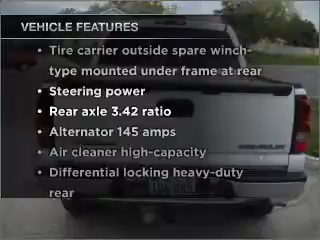 VEHICLE FEATURES
• Tire carrier outside spare winch-
type mounted under frame at rear
• Steering power
• Rear axle 3.42 ratio
• Alternator 145 amps
• Air cleaner high-capacity
• Differential locking heavy-duty
rear
CHEVROLET